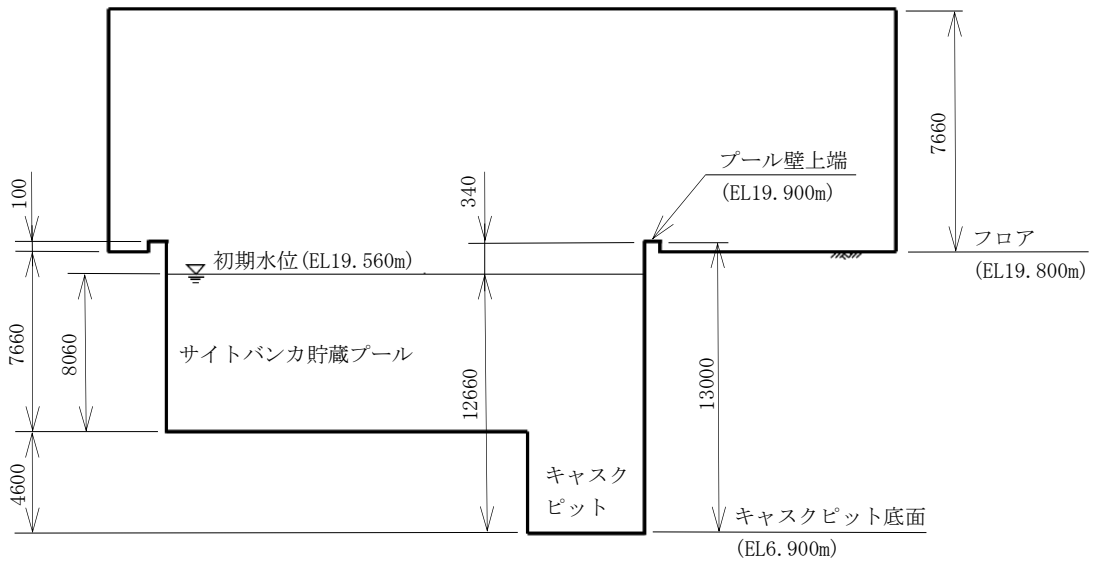 7660
100
340
プール壁上端
(EL19.900m)
フロア
(EL19.800m)
初期水位(EL19.560m)
7660
8060
サイトバンカ貯蔵プール
12660
13000
4600
キャスク
ピット
キャスクピット底面
(EL6.900m)